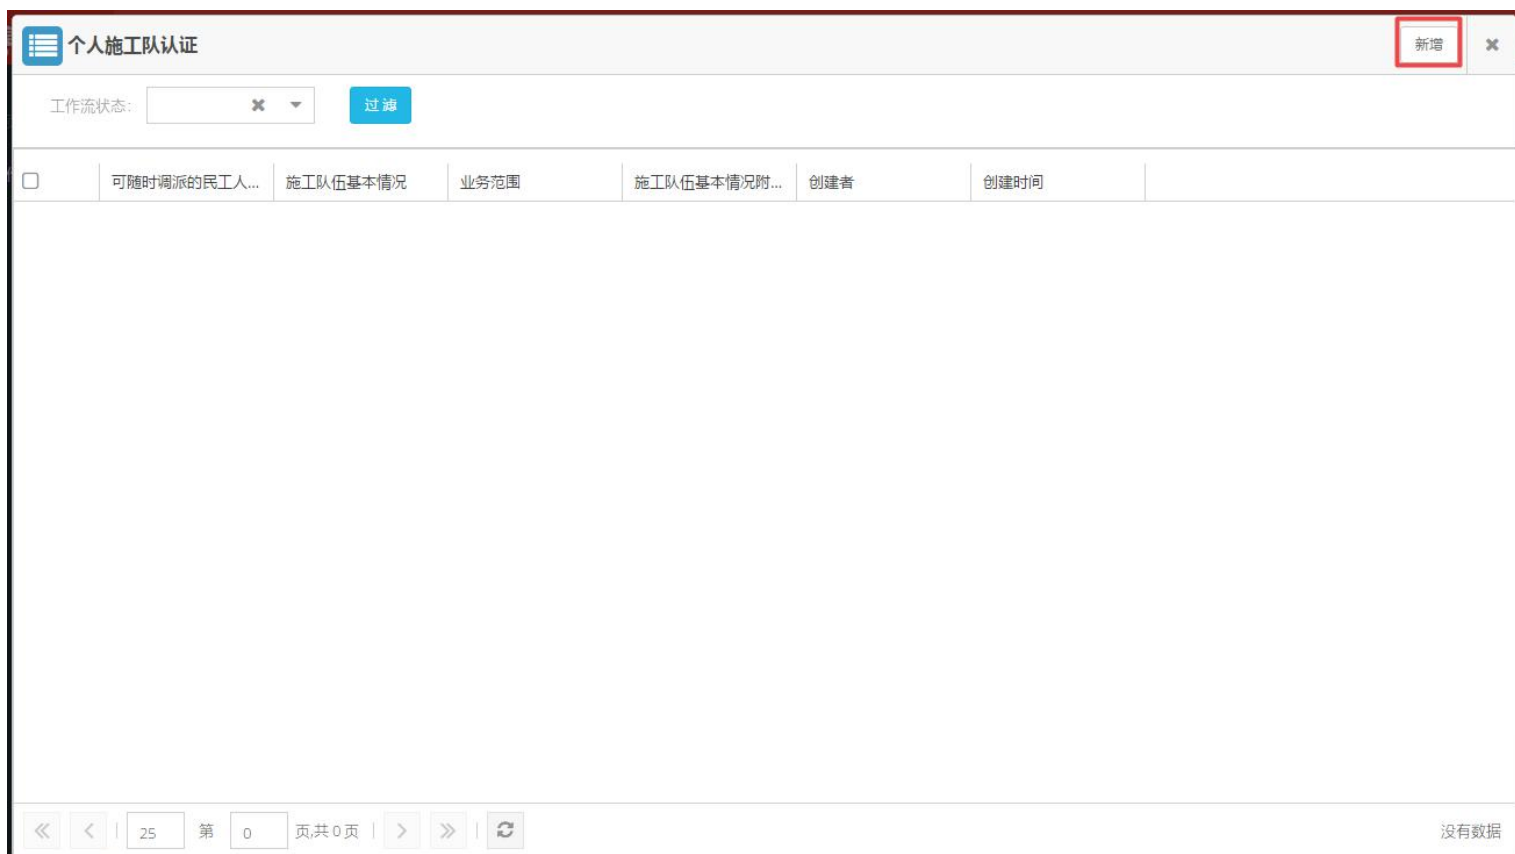 个人施工队认证
新增
工作流状态:
过滤
可随时调派的民工人... 施工队伍基本情况 业务范围 施工队伍基本情况附... 创建者 创建时间
25 第 0 页,共0页
没有数据